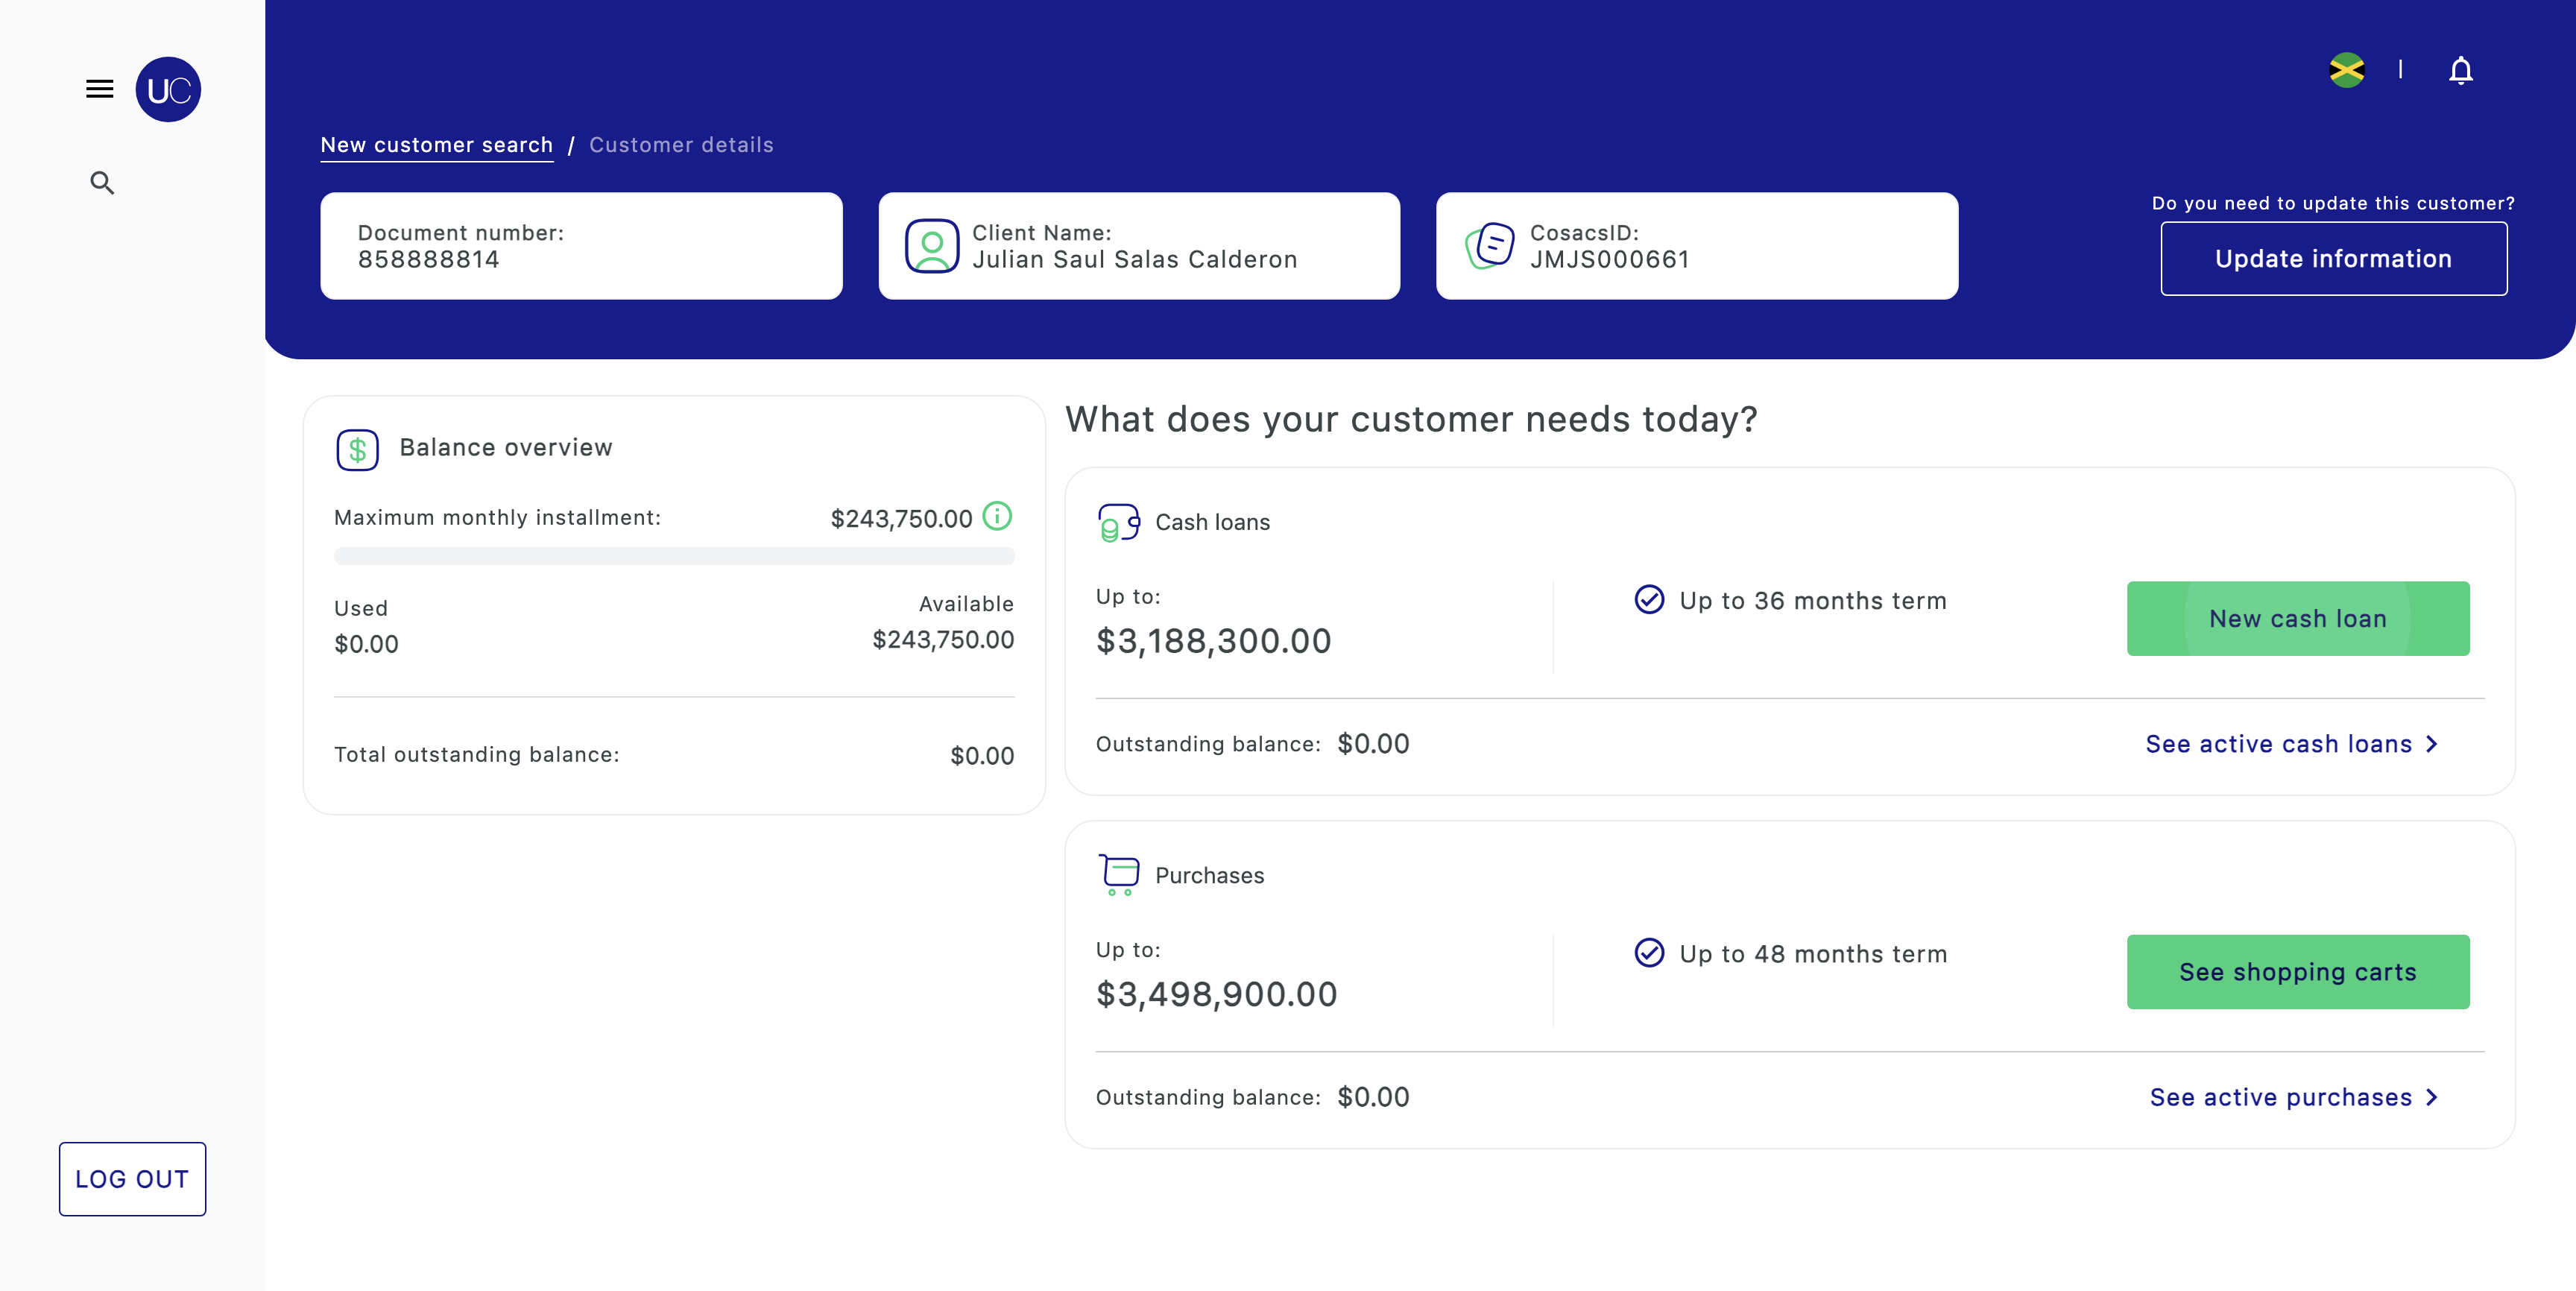 UC
New customer search / Customer details
Document number:
858888814
Client Name:
Julian Saul Salas Calderon
CosacsID:
JMJS000661
Do you need to update this customer?
Update information
Balance overview
Maximum monthly installment: $243,750.00
Used
$0.00
Available
$243,750.00
Total outstanding balance: $0.00
What does your customer needs today?
Cash loans
Up to:
$3,188,300.00
Up to 36 months term
New cash loan
Outstanding balance: $0.00
See active cash loans
Purchases
Up to:
$3,498,900.00
Up to 48 months term
See shopping carts
Outstanding balance: $0.00
See active purchases
LOG OUT